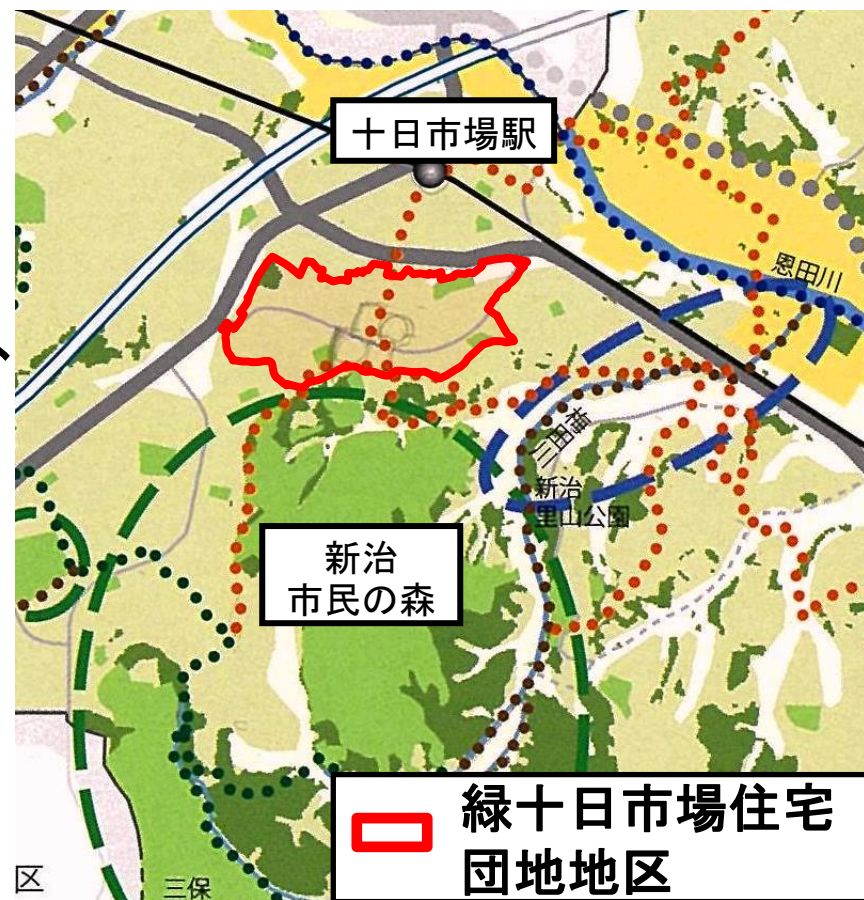 十日市場駅
恩田川
梅田川
新治
里山公園
新治
市民の森
緑十日市場住宅
団地地区
区
三保